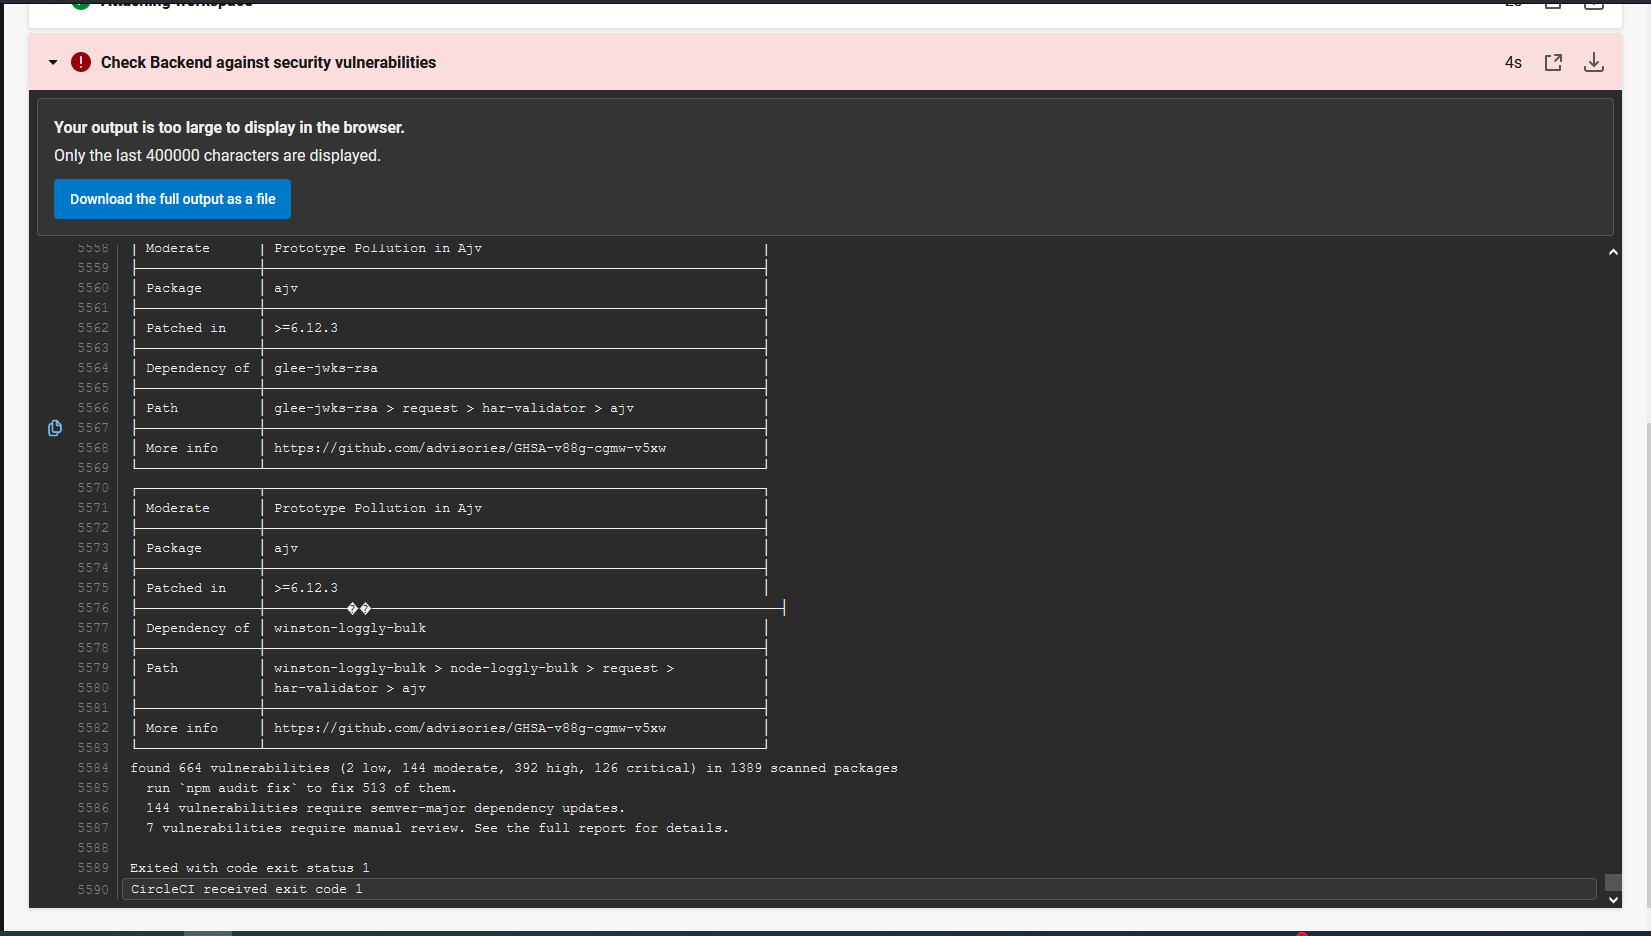 Attaching workspace
2s
Check Backend against security vulnerabilities
4s
Your output is too large to display in the browser.
Only the last 400000 characters are displayed.
Download the full output as a file
5558 Moderate Prototype Pollution in Ajv
5559
5560 Package ajv
5561
5562 Patched in >=6.12.3
5563
5564 Dependency of glee-jwks-rsa
5565
5566 Path glee-jwks-rsa > request > har-validator > ajv
5567
5568 More info https://github.com/advisories/GHSA-v88g-cgmw-v5xw
5569
5570
5571 Moderate Prototype Pollution in Ajv
5572
5573 Package ajv
5574
5575 Patched in >=6.12.3
5576 ��
5577 Dependency of winston-loggly-bulk
5578
5579 Path winston-loggly-bulk > node-loggly-bulk > request >
5580 har-validator > ajv
5581
5582 More info https://github.com/advisories/GHSA-v88g-cgmw-v5xw
5583
5584 found 664 vulnerabilities (2 low, 144 moderate, 392 high, 126 critical) in 1389 scanned packages
5585 run `npm audit fix` to fix 513 of them.
5586 144 vulnerabilities require semver-major dependency updates.
5587 7 vulnerabilities require manual review. See the full report for details.
5588
5589 Exited with code exit status 1
5590 CircleCI received exit code 1